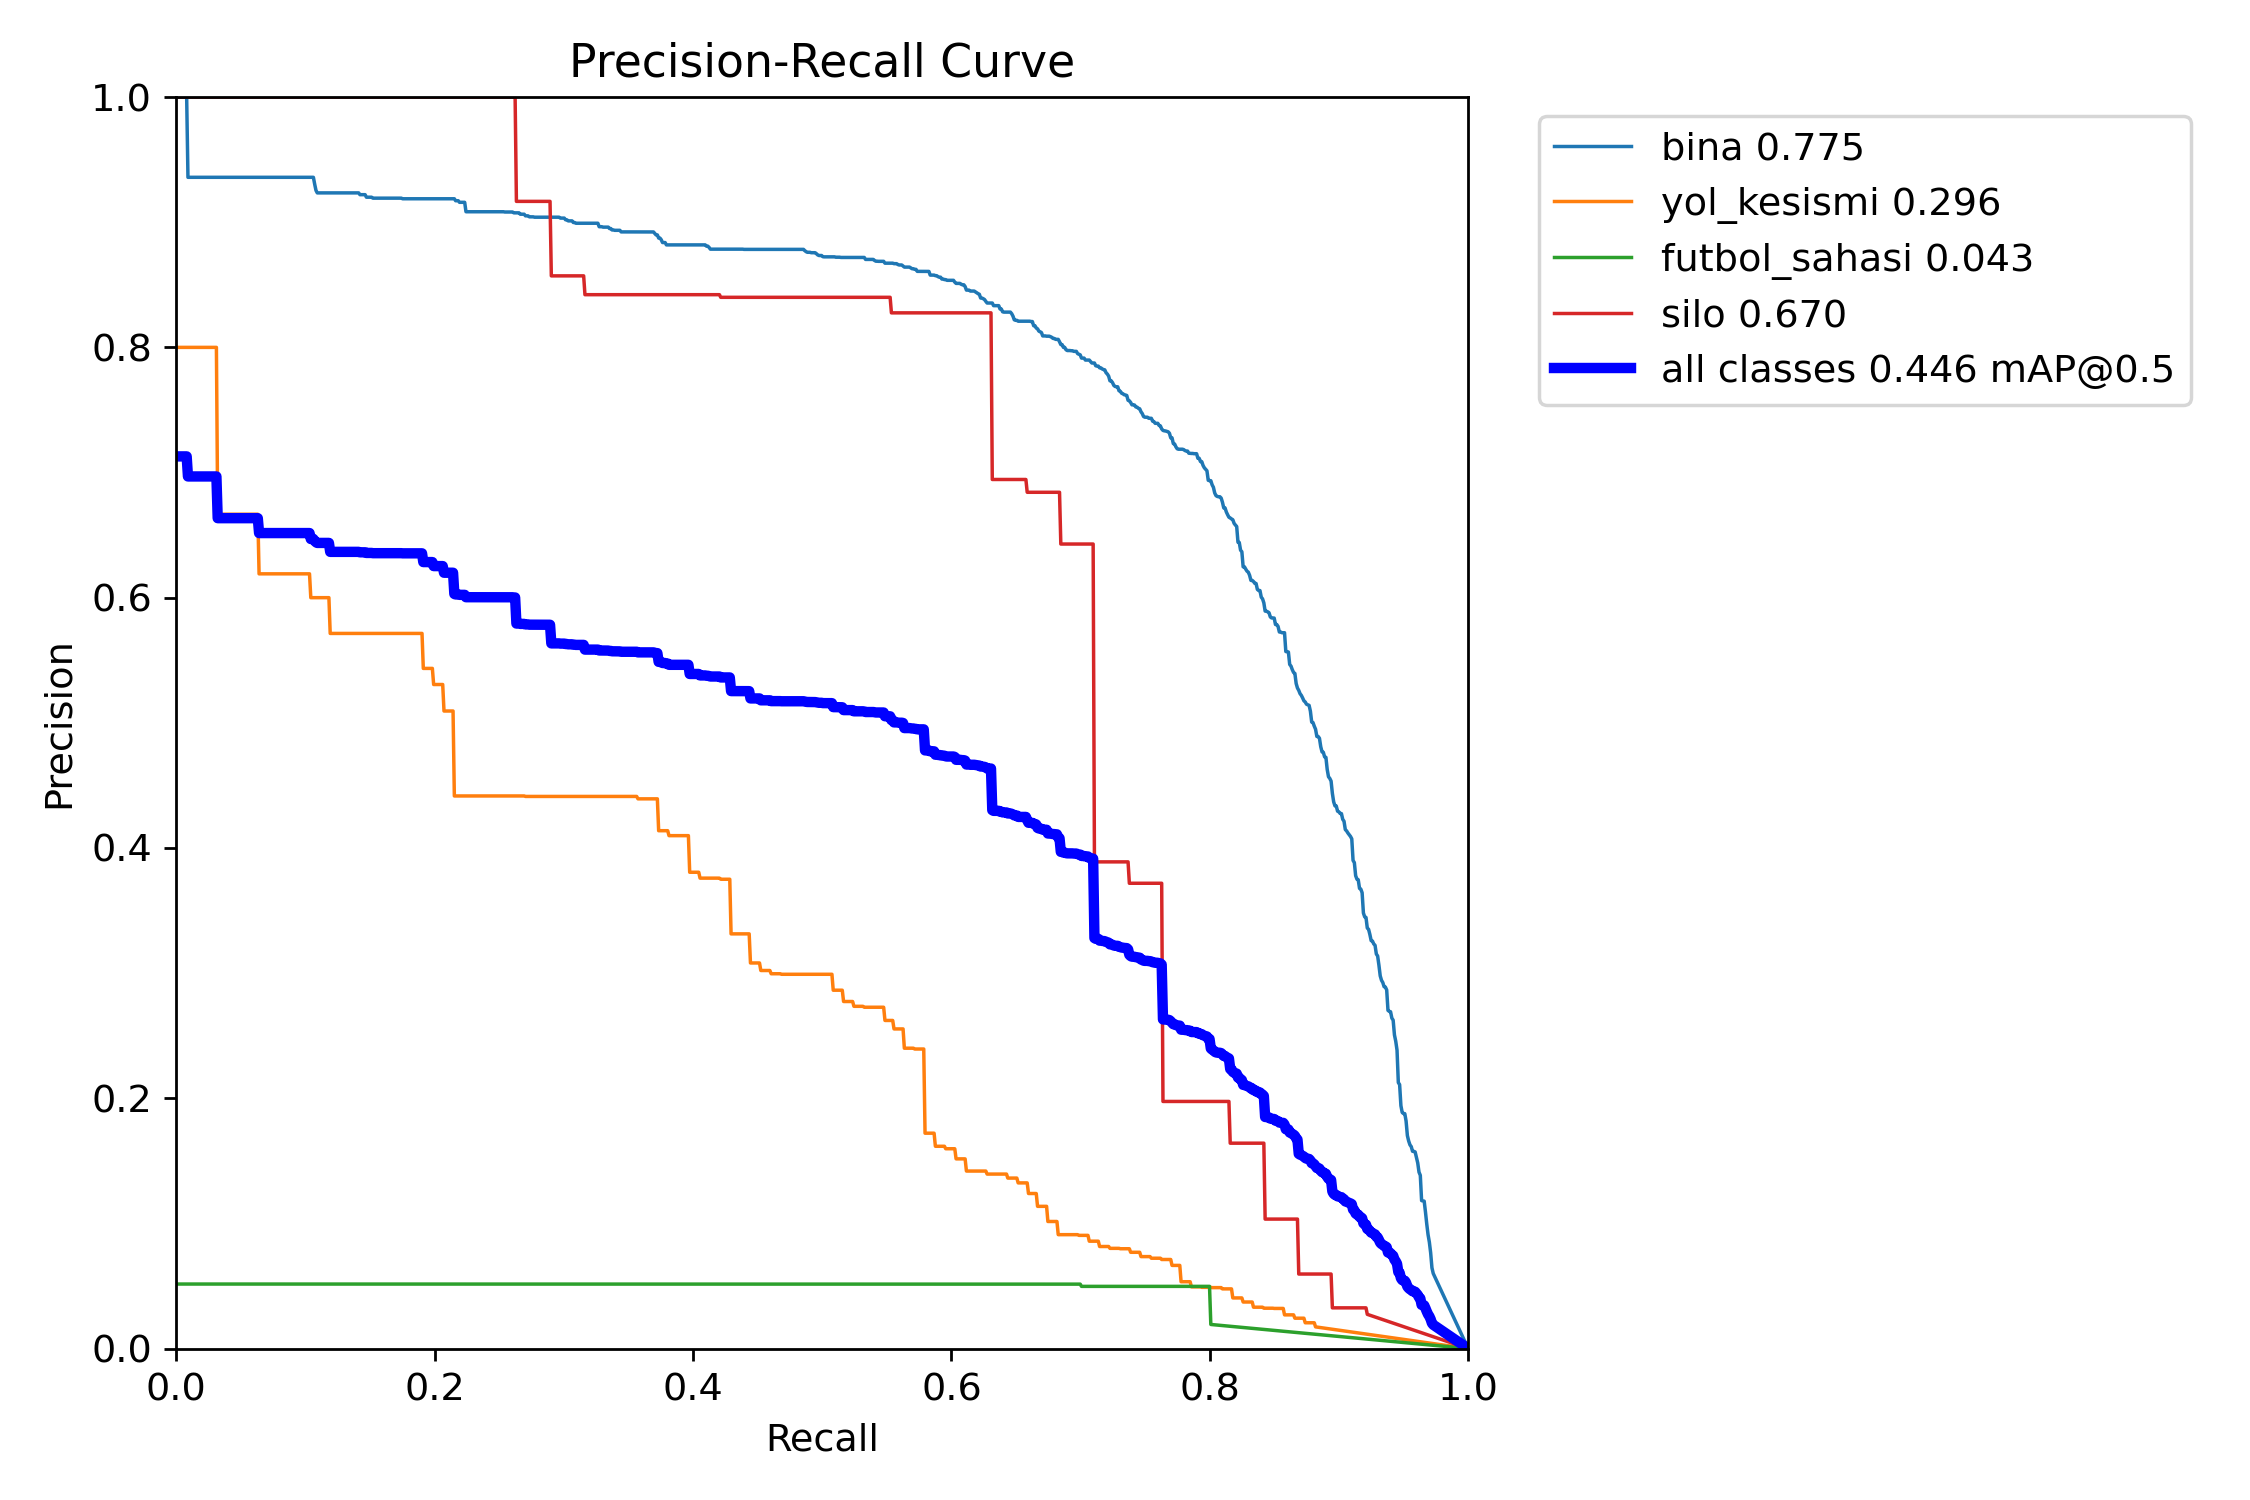 Precision-Recall Curve
1.0
0.8
0.6
0.4
0.2
0.0
Precision
0.0 0.2 0.4 0.6 0.8 1.0
Recall
bina 0.775
yol_kesismi 0.296
futbol_sahasi 0.043
silo 0.670
all classes 0.446 mAP@0.5